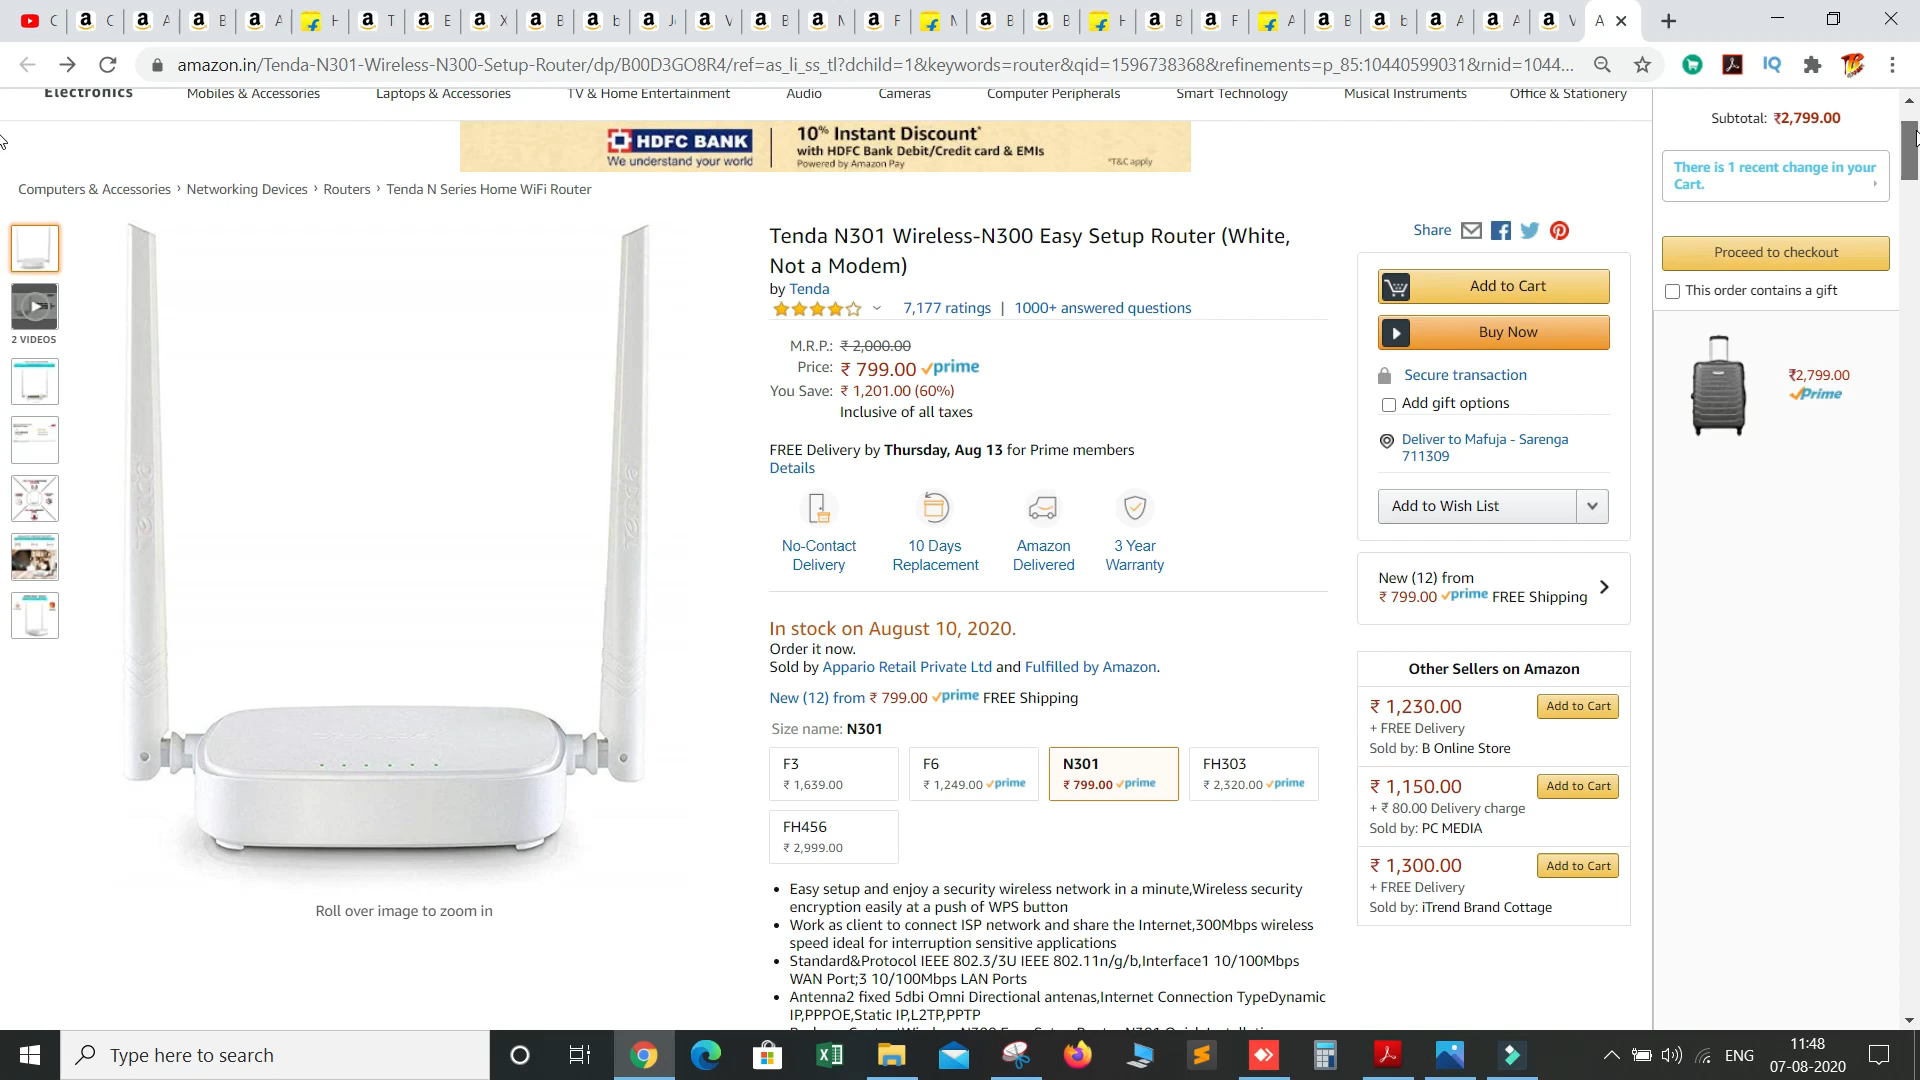 amazon.in/Tenda-N301-Wireless-N300-Setup-Router/dp/B00D3GO8R4/ref=as_li_ss_tl?dchild=1&keywords=router&qid=1596738368&refinements=p_85:10440599031&rnid=1044...
Electronics Mobiles & Accessories Laptops & Accessories TV & Home Entertainment Audio Cameras Computer Peripherals Smart Technology Musical Instruments Office & Stationery
HDFC BANK
We understand your world
10% Instant Discount*
with HDFC Bank Debit/Credit card & EMIs
Powered by Amazon Pay
*T&C apply
Computers & Accessories › Networking Devices › Routers › Tenda N Series Home WiFi Router
2 VIDEOS
Roll over image to zoom in
Tenda N301 Wireless-N300 Easy Setup Router (White,
Not a Modem)
by Tenda
7,177 ratings | 1000+ answered questions
M.R.P.: ₹ 2,000.00
Price: ₹ 799.00 prime
You Save: ₹ 1,201.00 (60%)
Inclusive of all taxes
FREE Delivery by Thursday, Aug 13 for Prime members
Details
No-Contact
Delivery
10 Days
Replacement
Amazon
Delivered
3 Year
Warranty
In stock on August 10, 2020.
Order it now.
Sold by Appario Retail Private Ltd and Fulfilled by Amazon.
New (12) from ₹ 799.00 prime FREE Shipping
Size name: N301
F3
₹ 1,639.00
F6
₹ 1,249.00 prime
N301
₹ 799.00 prime
FH303
₹ 2,320.00 prime
FH456
₹ 2,999.00
• Easy setup and enjoy a security wireless network in a minute,Wireless security
encryption easily at a push of WPS button
• Work as client to connect ISP network and share the Internet,300Mbps wireless
speed ideal for interruption sensitive applications
• Standard&Protocol IEEE 802.3/3U IEEE 802.11n/g/b,Interface1 10/100Mbps
WAN Port;3 10/100Mbps LAN Ports
• Antenna2 fixed 5dbi Omni Directional antenas,Internet Connection TypeDynamic
IP,PPPOE,Static IP,L2TP,PPTP
Share
Add to Cart
Buy Now
Secure transaction
Add gift options
Deliver to Mafuja - Sarenga
711309
Add to Wish List
New (12) from
₹ 799.00 prime FREE Shipping
Other Sellers on Amazon
₹ 1,230.00 Add to Cart
+ FREE Delivery
Sold by: B Online Store
₹ 1,150.00 Add to Cart
+ ₹ 80.00 Delivery charge
Sold by: PC MEDIA
₹ 1,300.00 Add to Cart
+ FREE Delivery
Sold by: iTrend Brand Cottage
Subtotal: ₹2,799.00
There is 1 recent change in your
Cart.
Proceed to checkout
This order contains a gift
₹2,799.00
Prime
Type here to search
ENG
11:48
07-08-2020